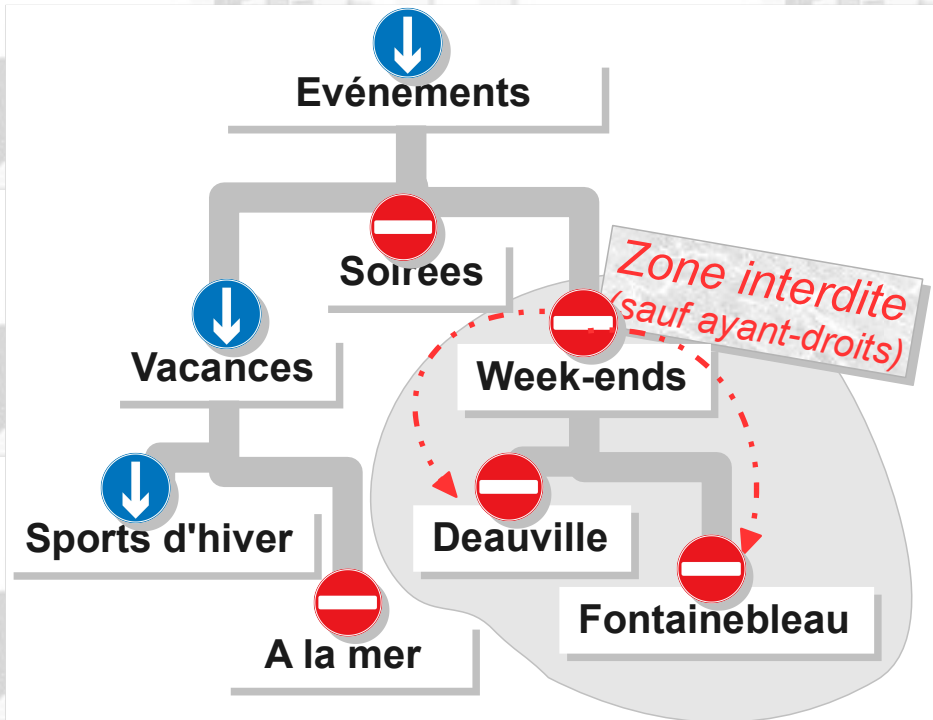 Evénements
Soirées
Zone interdite
(sauf ayant-droits)
Vacances
Week-ends
Sports d'hiver
Deauville
Fontainebleau
A la mer